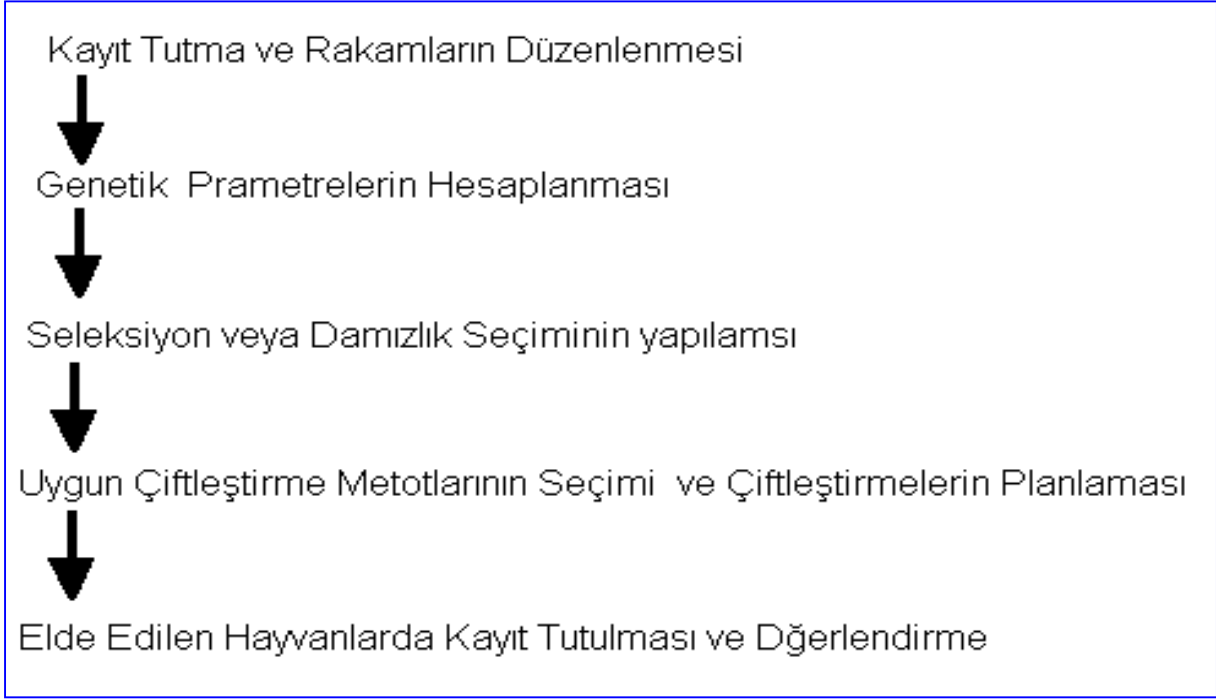 Kayıt Tutma ve Rakamların Düzenlenmesi
Genetik Prametrelerin Hesaplanması
Seleksiyon veya Damızlık Seçiminin yapılamsı
Uygun Çiftleştirme Metotlarının Seçimi ve Çiftleştirmelerin Planlaması
Elde Edilen Hayvanlarda Kayıt Tutulması ve Dğerlendirme